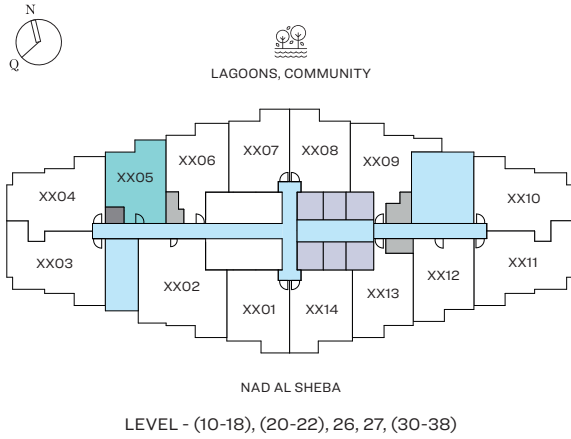 N
Q
LAGOONS, COMMUNITY
XX07
XX08
XX06
XX09
XX05
XX04
XX10
XX03
XX11
XX02
XX12
XX13
XX01
XX14
NAD AL SHEBA
LEVEL - (10-18), (20-22), 26, 27, (30-38)